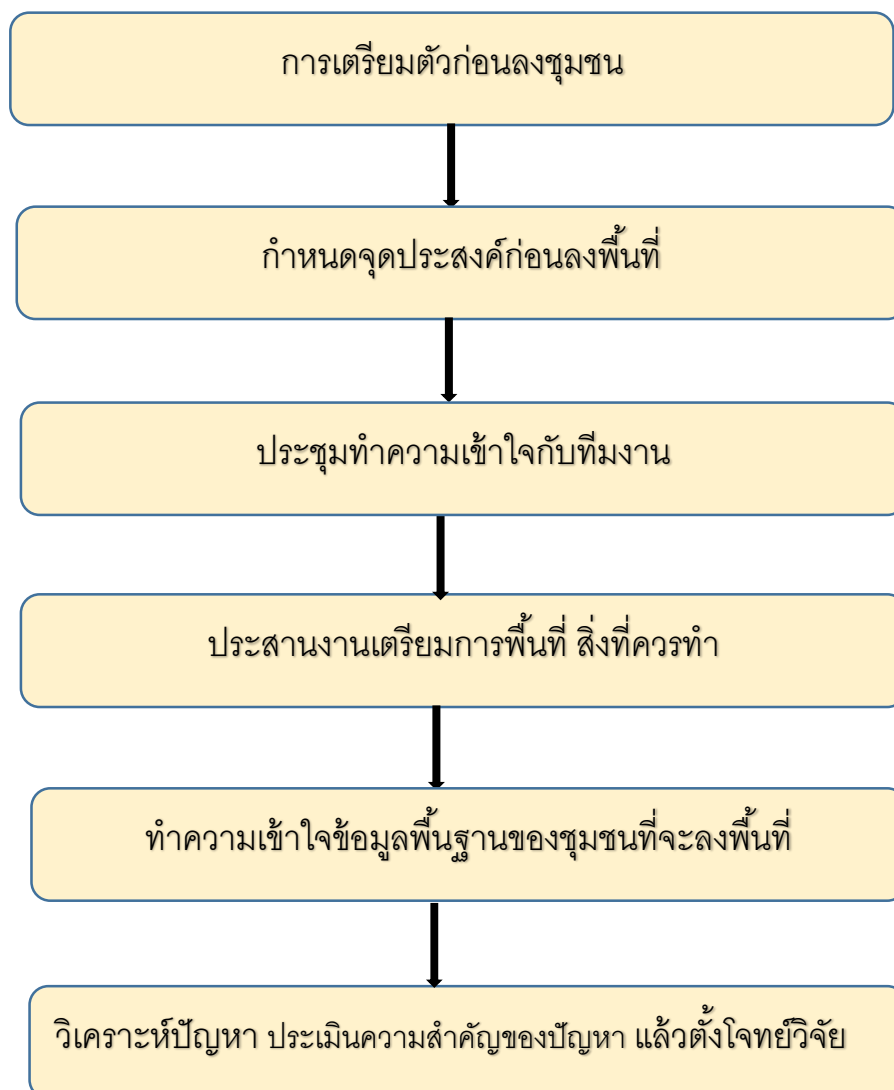 การเตรียมตัวก่อนลงชุมชน
กำหนดจุดประสงค์ก่อนลงพื้นที่
ประชุมทำความเข้าใจกับทีมงาน
ประสานงานเตรียมการพื้นที่ สิ่งที่ควรทำ
ทำความเข้าใจข้อมูลพื้นฐานของชุมชนที่จะลงพื้นที่
วิเคราะห์ปัญหา ประเมินความสำคัญของปัญหา แล้วตั้งโจทย์วิจัย